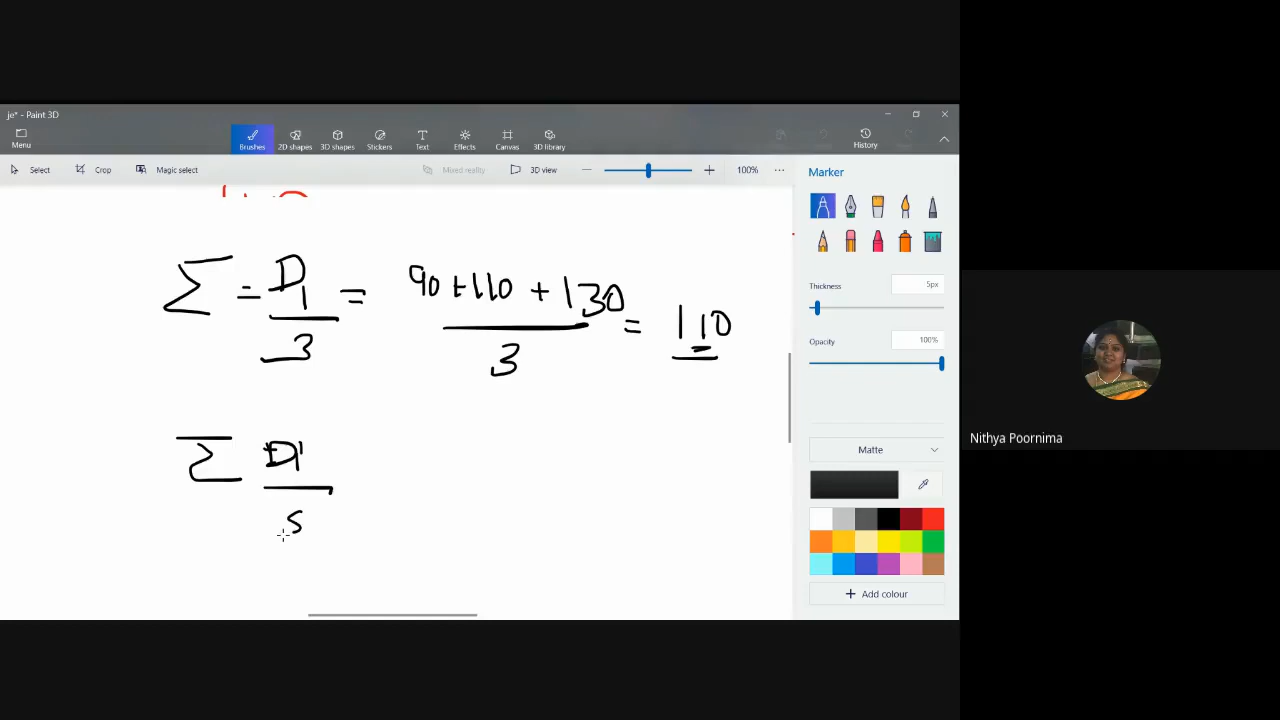 je* - Paint 3D
Menu
Brushes 2D shapes 3D shapes Stickers Text Effects Canvas 3D library History
Select Crop Magic select Mixed reality 3D view 100%
Marker
Thickness 5px
Opacity 100%
Matte
Add colour
Σ = D1 / 3 = 90 + 110 + 130 / 3 = 110
Σ D1 / 5
Nithya Poornima